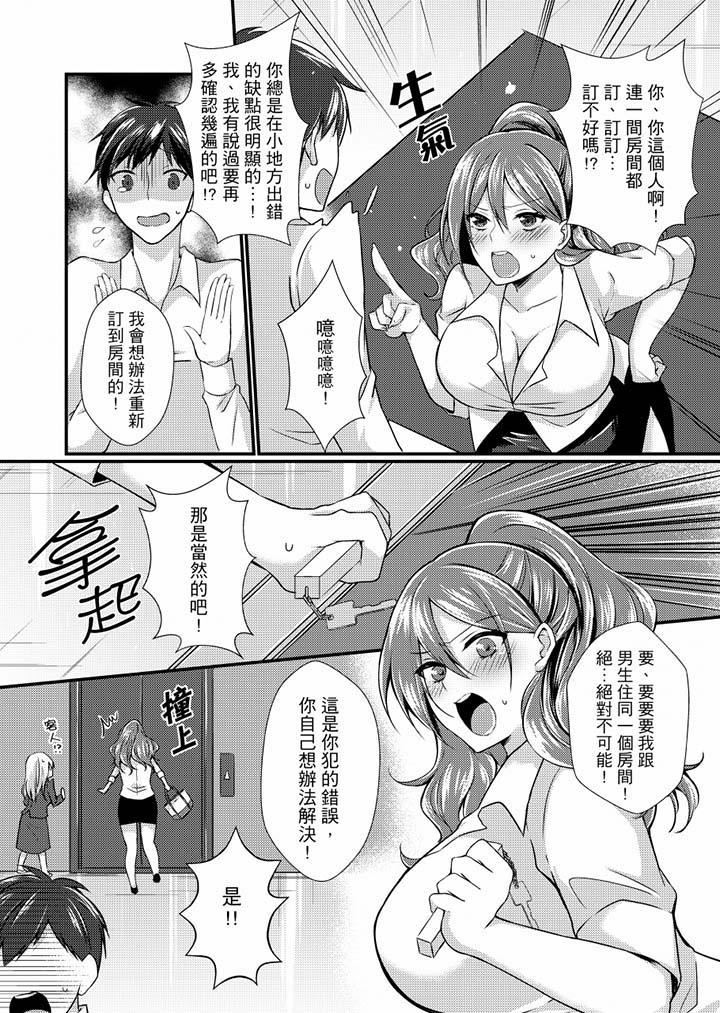 你、你這個人啊！
連一間房間都
訂、訂訂…
訂不好嗎!?
生氣
你總是在小地方出錯
的缺點很明顯的…！
我、我有說過要再
多確認幾遍的吧!?
噫噫噫噫！
我會想辦法重新
訂到房間的！
那是當然的吧！
拿起
要、要要要我跟
男生住同一個房間！
絕…絕對不可能！
這是你犯的錯誤，
你自己想辦法解決！
撞上
客人!?
是!!